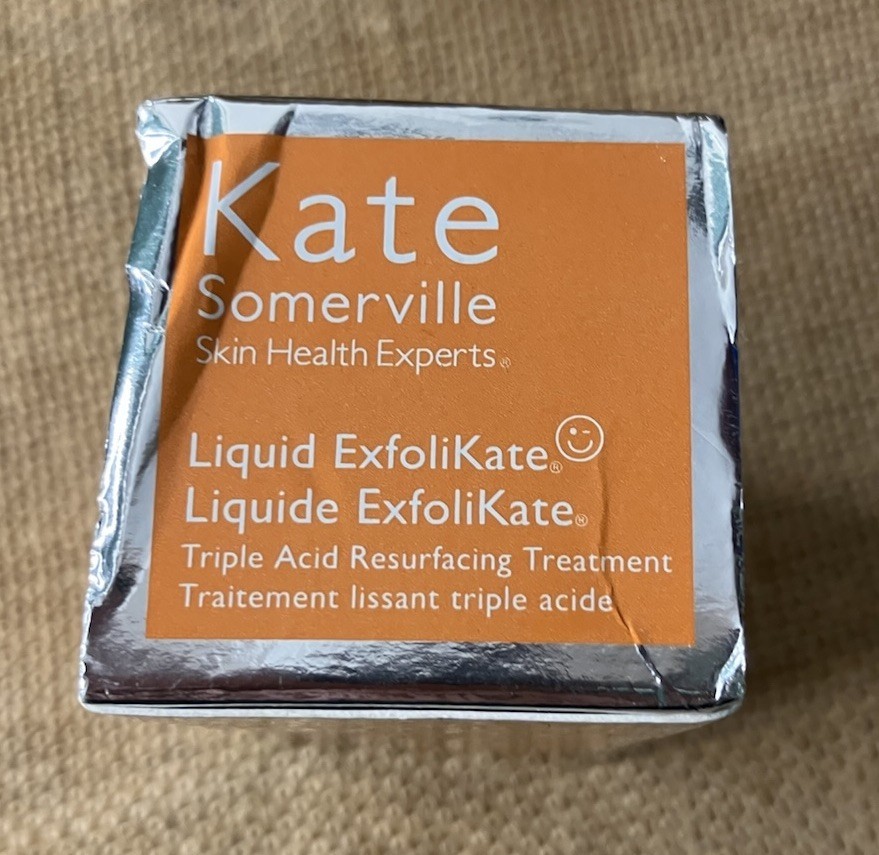 Kate
Somerville
Skin Health Experts®
Liquid ExfoliKate®
Liquide ExfoliKate®
Triple Acid Resurfacing Treatment
Traitement lissant triple acide